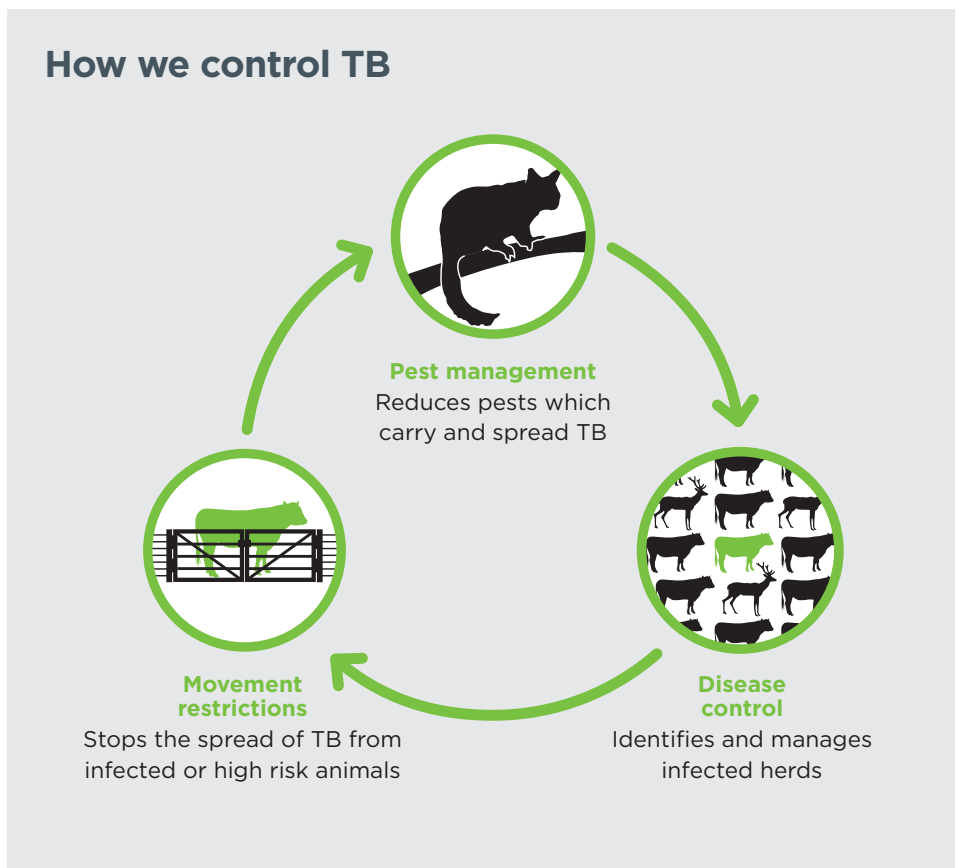 How we control TB
Pest management
Reduces pests which
carry and spread TB
Movement
restrictions
Stops the spread of TB from
infected or high risk animals
Disease
control
Identifies and manages
infected herds